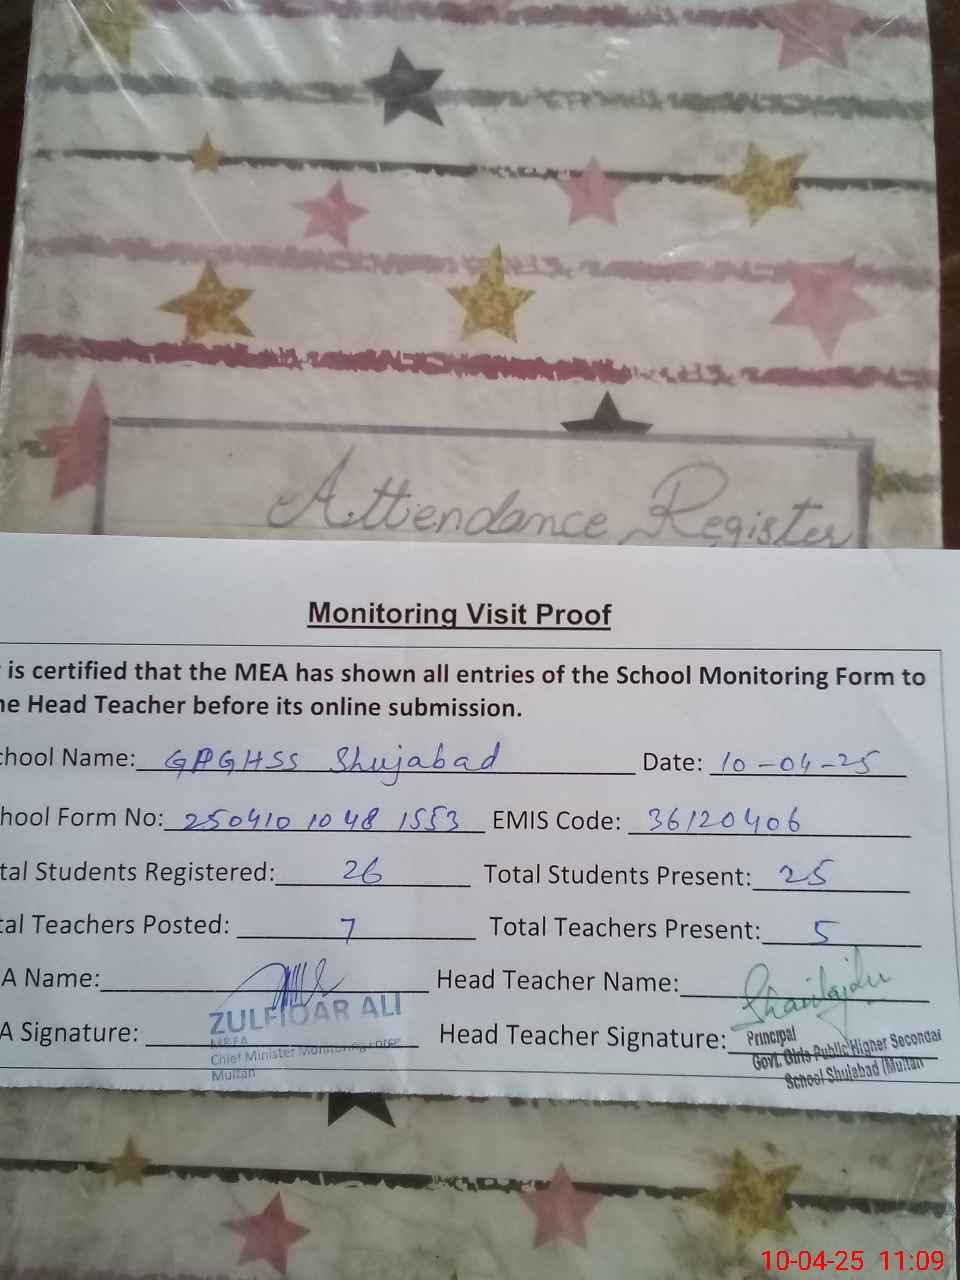 Attendance Register
Monitoring Visit Proof
is certified that the MEA has shown all entries of the School Monitoring Form to
he Head Teacher before its online submission.
chool Name: GPGHSS Shujabad Date: 10-04-25
hool Form No: 250410 10 48 1553 EMIS Code: 36120406
tal Students Registered: 26 Total Students Present: 25
tal Teachers Posted: 7 Total Teachers Present: 5
A Name: Head Teacher Name:
ZULFIQAR ALI
A Signature: Head Teacher Signature:
MEA
Chief Minister Monitoring Force
Multan
Principal
Govt. Girls Public Higher Secondar
School Shujabad (Multan
10-04-25 11:09